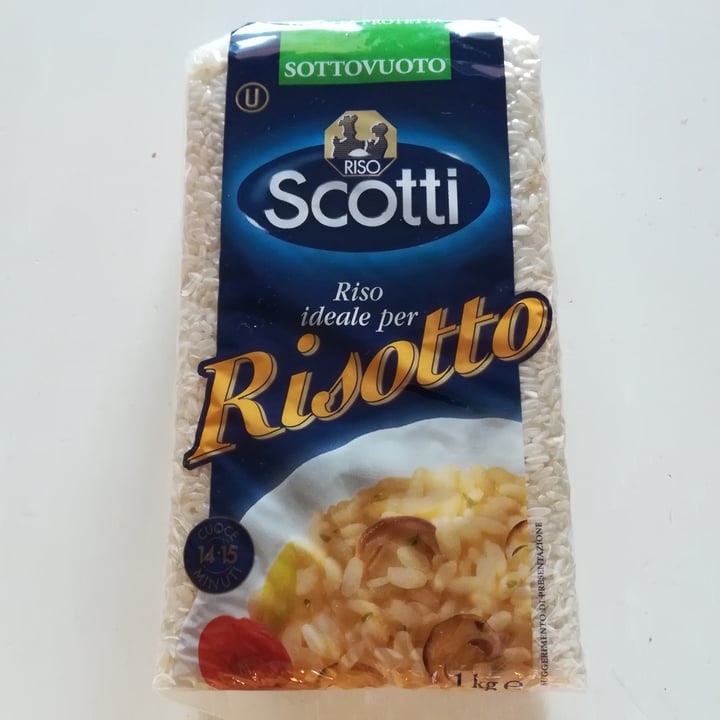 SOTTOVUOTO
U
RISO
Scotti
Riso
ideale per
Risotto
CUOCE
14-15
MINUTI
SUGGERIMENTO DI PRESENTAZIONE
1 kg e